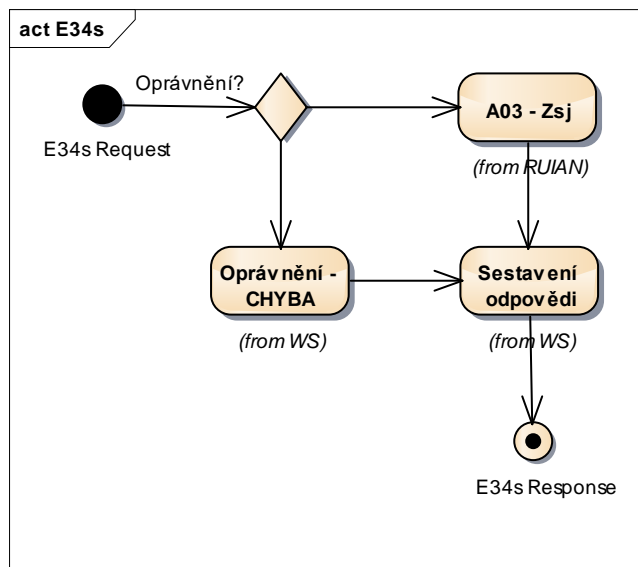 act E34s
Oprávnění?
E34s Request
A03 - Zsj
(from RUIAN)
Oprávnění -
CHYBA
(from WS)
Sestavení
odpovědi
(from WS)
E34s Response